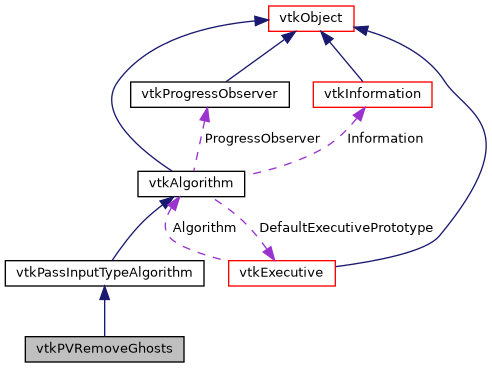 vtkObject
vtkProgressObserver
vtkInformation
ProgressObserver
Information
vtkAlgorithm
Algorithm
DefaultExecutivePrototype
vtkPassInputTypeAlgorithm
vtkExecutive
vtkPVRemoveGhosts